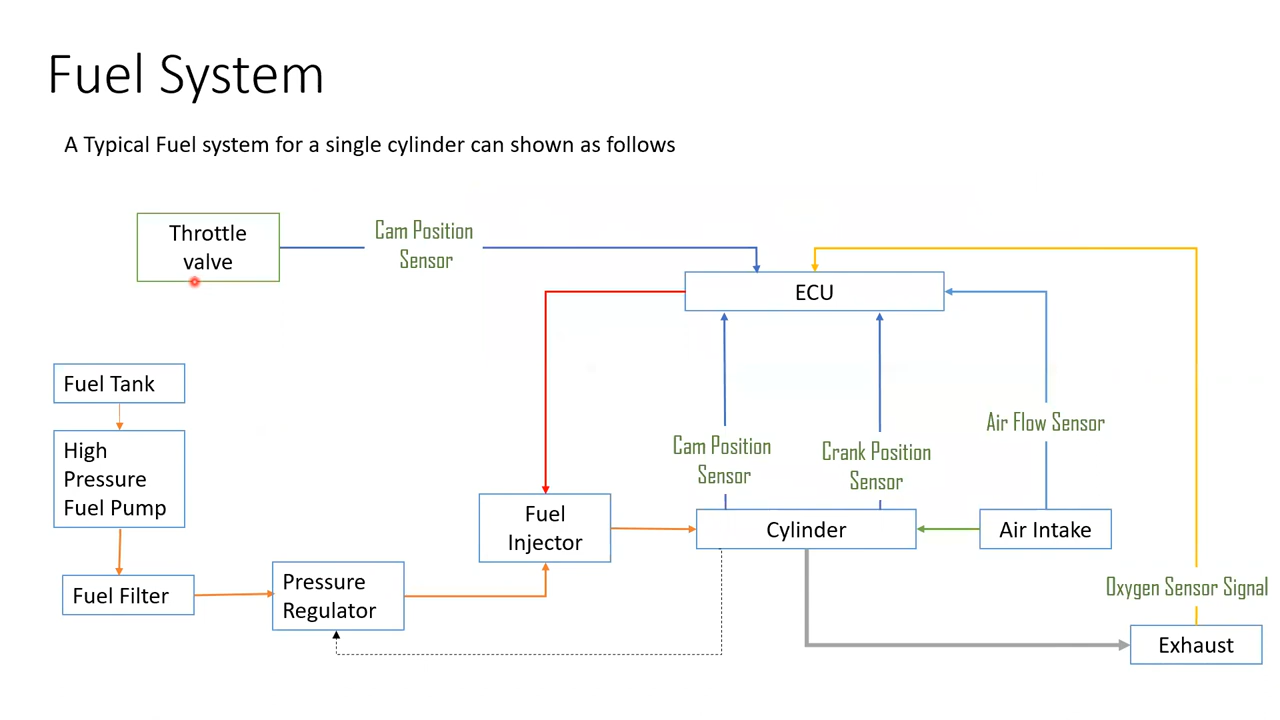 Fuel System
A Typical Fuel system for a single cylinder can shown as follows
Throttle
valve
Cam Position
Sensor
ECU
Fuel Tank
High
Pressure
Fuel Pump
Air Flow Sensor
Cam Position
Sensor
Crank Position
Sensor
Fuel
Injector
Cylinder
Air Intake
Fuel Filter
Pressure
Regulator
Oxygen Sensor Signal
Exhaust